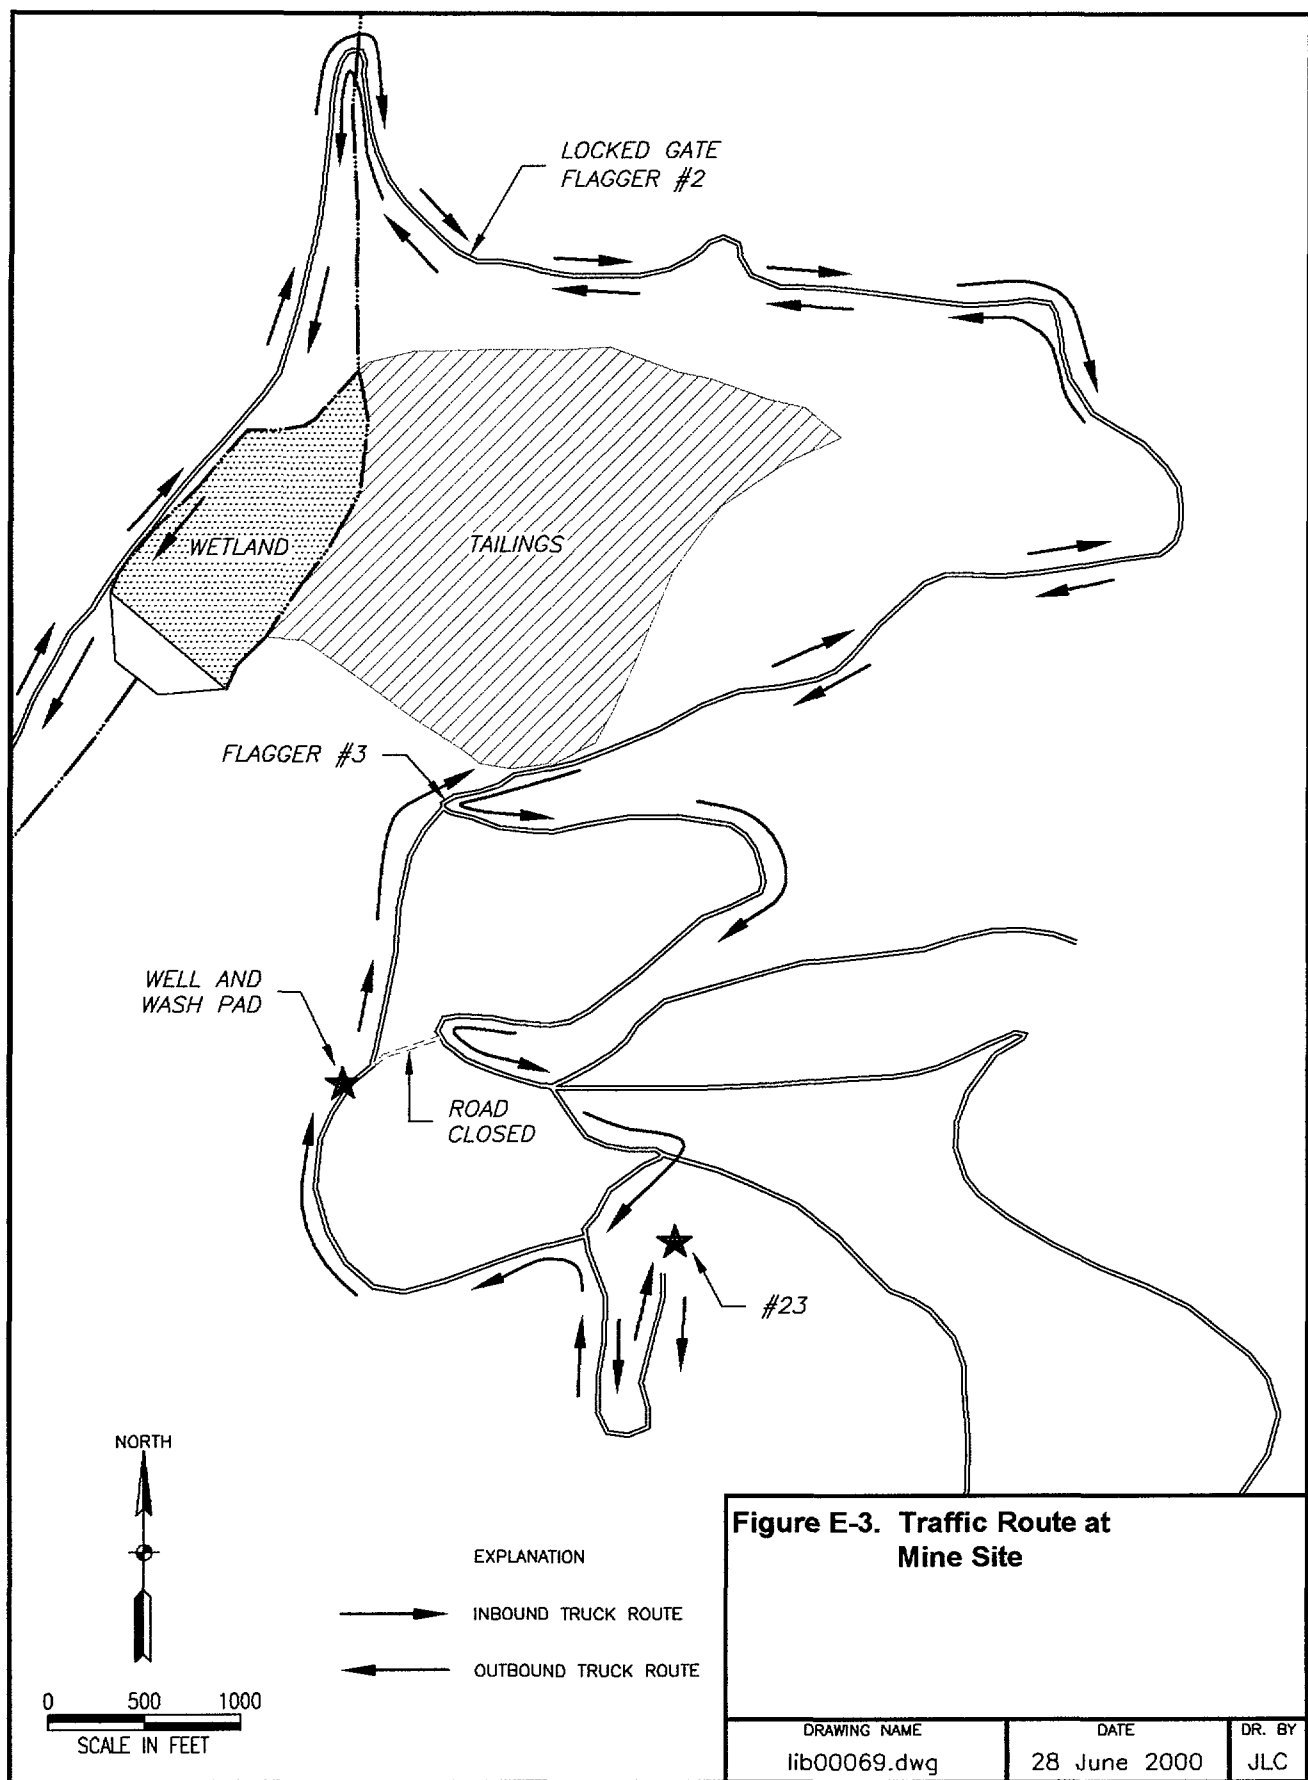 LOCKED GATE
FLAGGER #2
WETLAND
TAILINGS
FLAGGER #3
WELL AND
WASH PAD
ROAD
CLOSED
#23
NORTH
EXPLANATION
INBOUND TRUCK ROUTE
OUTBOUND TRUCK ROUTE
0 500 1000
SCALE IN FEET
Figure E-3. Traffic Route at
Mine Site
DRAWING NAME
lib00069.dwg
DATE
28 June 2000
DR. BY
JLC